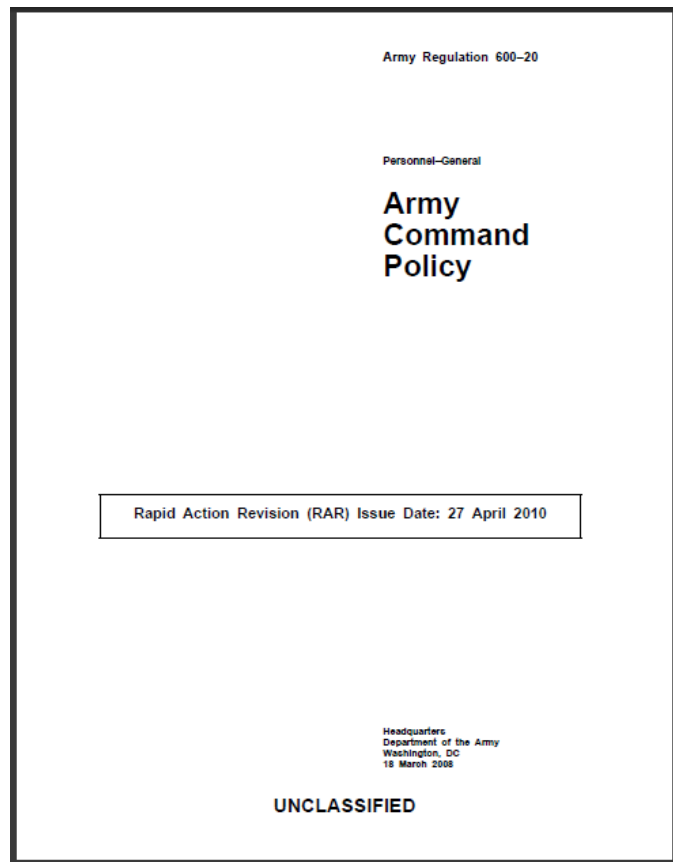 Army Regulation 600–20
Personnel–General
Army
Command
Policy
Rapid Action Revision (RAR) Issue Date: 27 April 2010
Headquarters
Department of the Army
Washington, DC
18 March 2008
UNCLASSIFIED